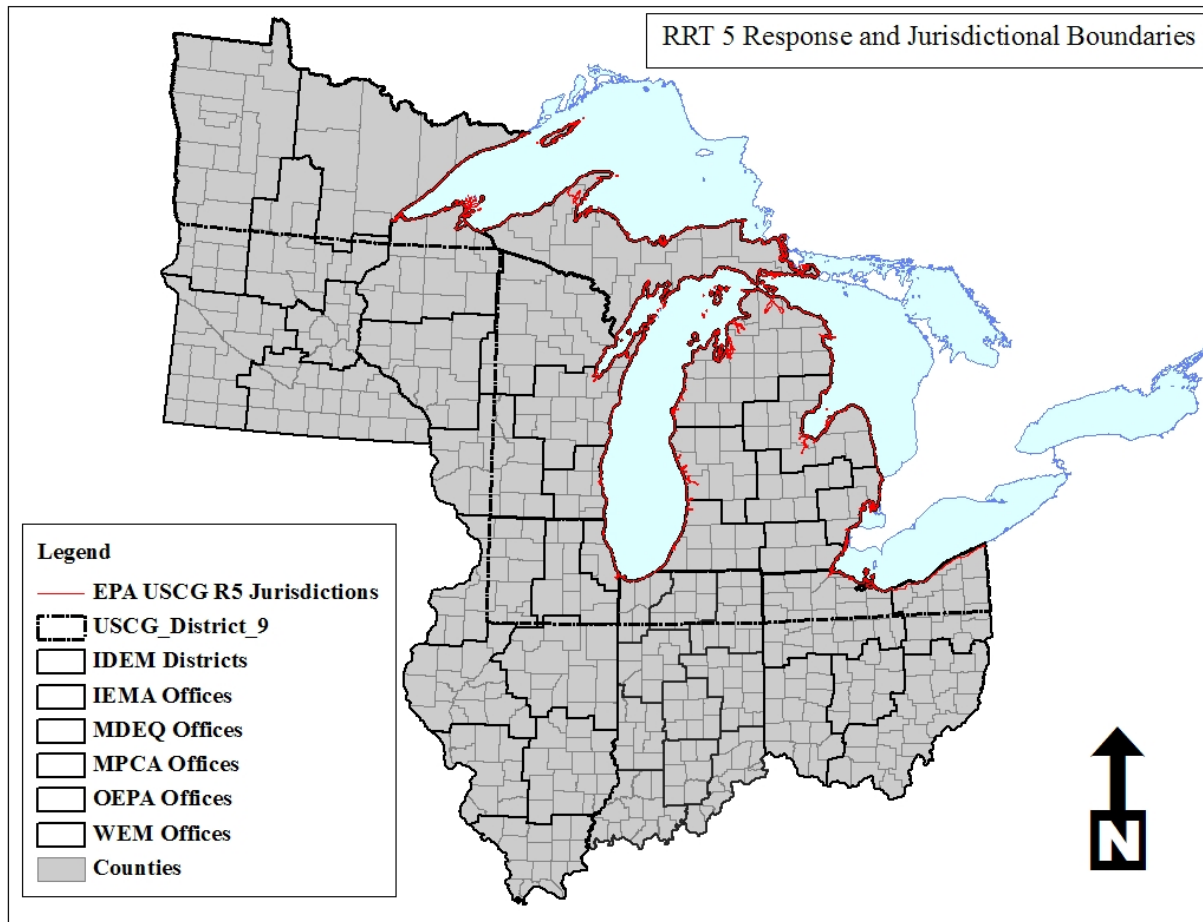 RRT 5 Response and Jurisdictional Boundaries
Legend
EPA USCG R5 Jurisdictions
USCG_District_9
IDEM Districts
IEMA Offices
MDEQ Offices
MPCA Offices
OEPA Offices
WEM Offices
Counties
N